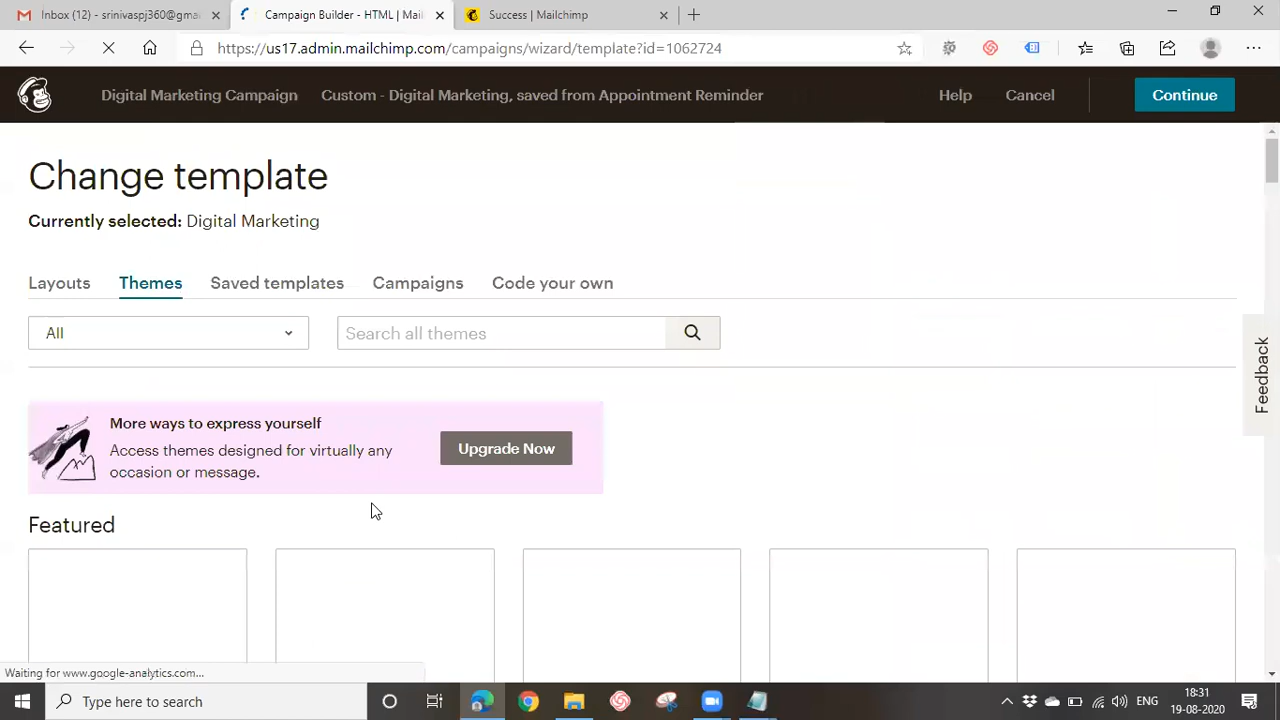 Inbox (12) - srinivaspj360@gma
Campaign Builder - HTML | Mail
Success | Mailchimp
https://us17.admin.mailchimp.com/campaigns/wizard/template?id=1062724
Digital Marketing Campaign
Custom - Digital Marketing, saved from Appointment Reminder
Help
Cancel
Continue
Change template
Currently selected: Digital Marketing
Layouts
Themes
Saved templates
Campaigns
Code your own
All
Search all themes
Feedback
More ways to express yourself
Access themes designed for virtually any
occasion or message.
Upgrade Now
Featured
Waiting for www.google-analytics.com...
Type here to search
ENG
18:31
19-08-2020